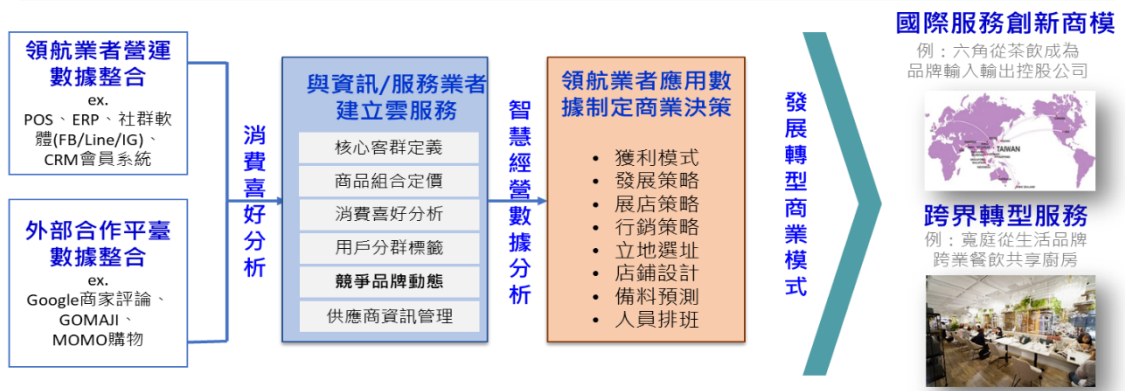 領航業者營運
數據整合
ex.
POS、ERP、社群軟
體(FB/Line/IG)、
CRM會員系統
外部合作平臺
數據整合
ex.
Google商家評論、
GOMAJI、
MOMO購物
消費喜好分析
與資訊/服務業者
建立雲服務
核心客群定義
商品組合定價
消費喜好分析
用戶分群標籤
競爭品牌動態
供應商資訊管理
智慧經營數據分析
領航業者應用數
據制定商業決策
• 獲利模式
• 發展策略
• 展店策略
• 行銷策略
• 立地選址
• 店鋪設計
• 備料預測
• 人員排班
發展轉型商業模式
國際服務創新商模
例：六角從茶飲成為
品牌輸入輸出控股公司
TAIWAN
跨界轉型服務
例：寬庭從生活品牌
跨業餐飲共享廚房